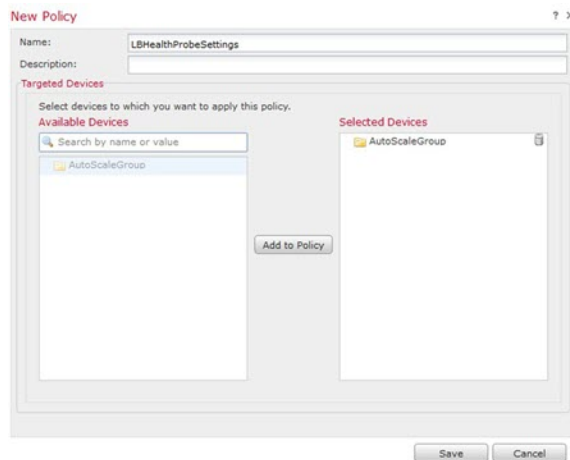 New Policy ? X
Name: LBHealthProbeSettings
Description:
Targeted Devices
Select devices to which you want to apply this policy.
Available Devices Selected Devices
Search by name or value
AutoScaleGroup AutoScaleGroup
Add to Policy
Save Cancel